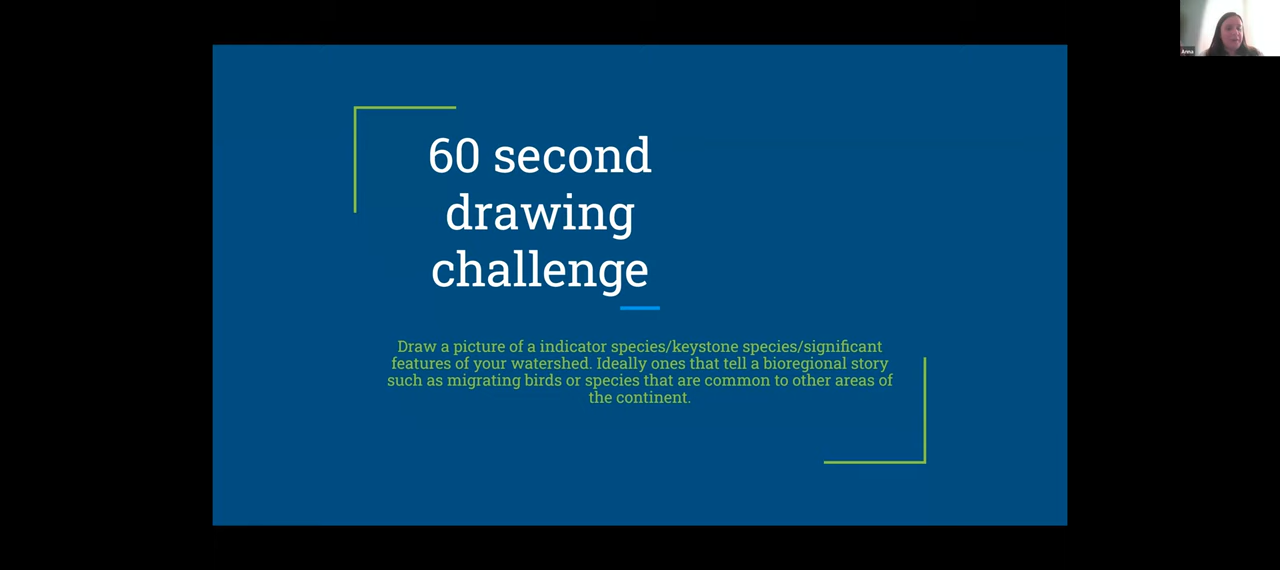 60 second
drawing
challenge
Draw a picture of a indicator species/keystone species/significant
features of your watershed. Ideally ones that tell a bioregional story
such as migrating birds or species that are common to other areas of
the continent.
Anna